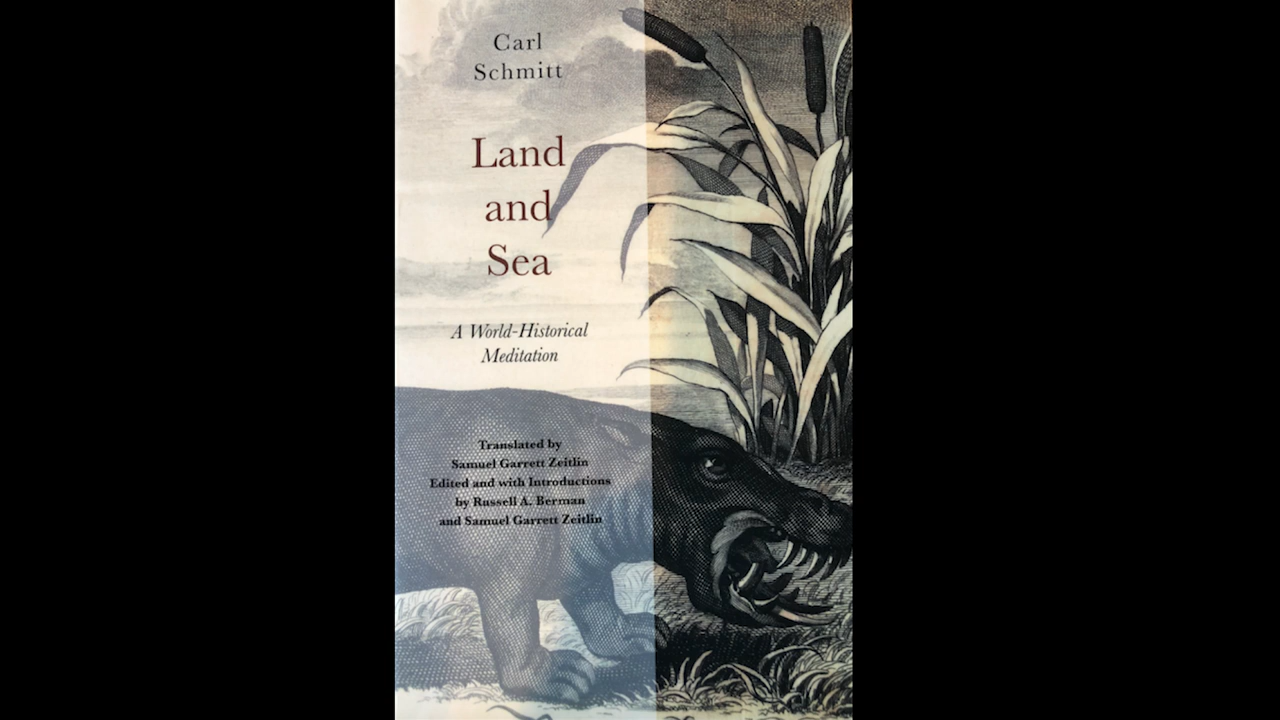 Carl
Schmitt
Land
and
Sea
A World-Historical
Meditation
Translated by
Samuel Garrett Zeitlin
Edited and with Introductions
by Russell A. Berman
and Samuel Garrett Zeitlin